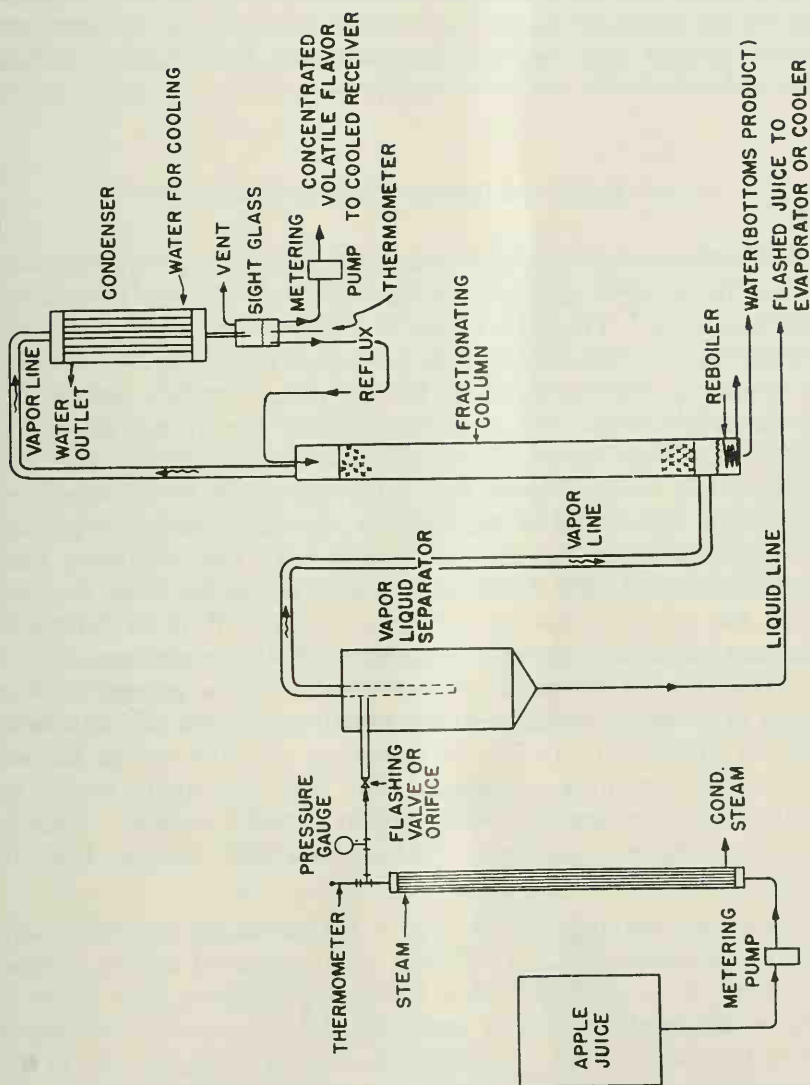 APPLE
JUICE
METERING
PUMP
STEAM
COND.
STEAM
THERMOMETER
PRESSURE
GAUGE
FLASHING
VALVE OR
ORIFICE
VAPOR
LIQUID
SEPARATOR
VAPOR
LINE
LIQUID LINE
FLASHED JUICE TO
EVAPORATOR OR COOLER
WATER (BOTTOMS PRODUCT)
REBOILER
FRACTIONATING
COLUMN
REFLUX
THERMOMETER
VAPOR LINE
WATER
OUTLET
CONDENSER
WATER FOR COOLING
VENT
SIGHT GLASS
METERING
PUMP
CONCENTRATED
VOLATILE FLAVOR
TO COOLED RECEIVER